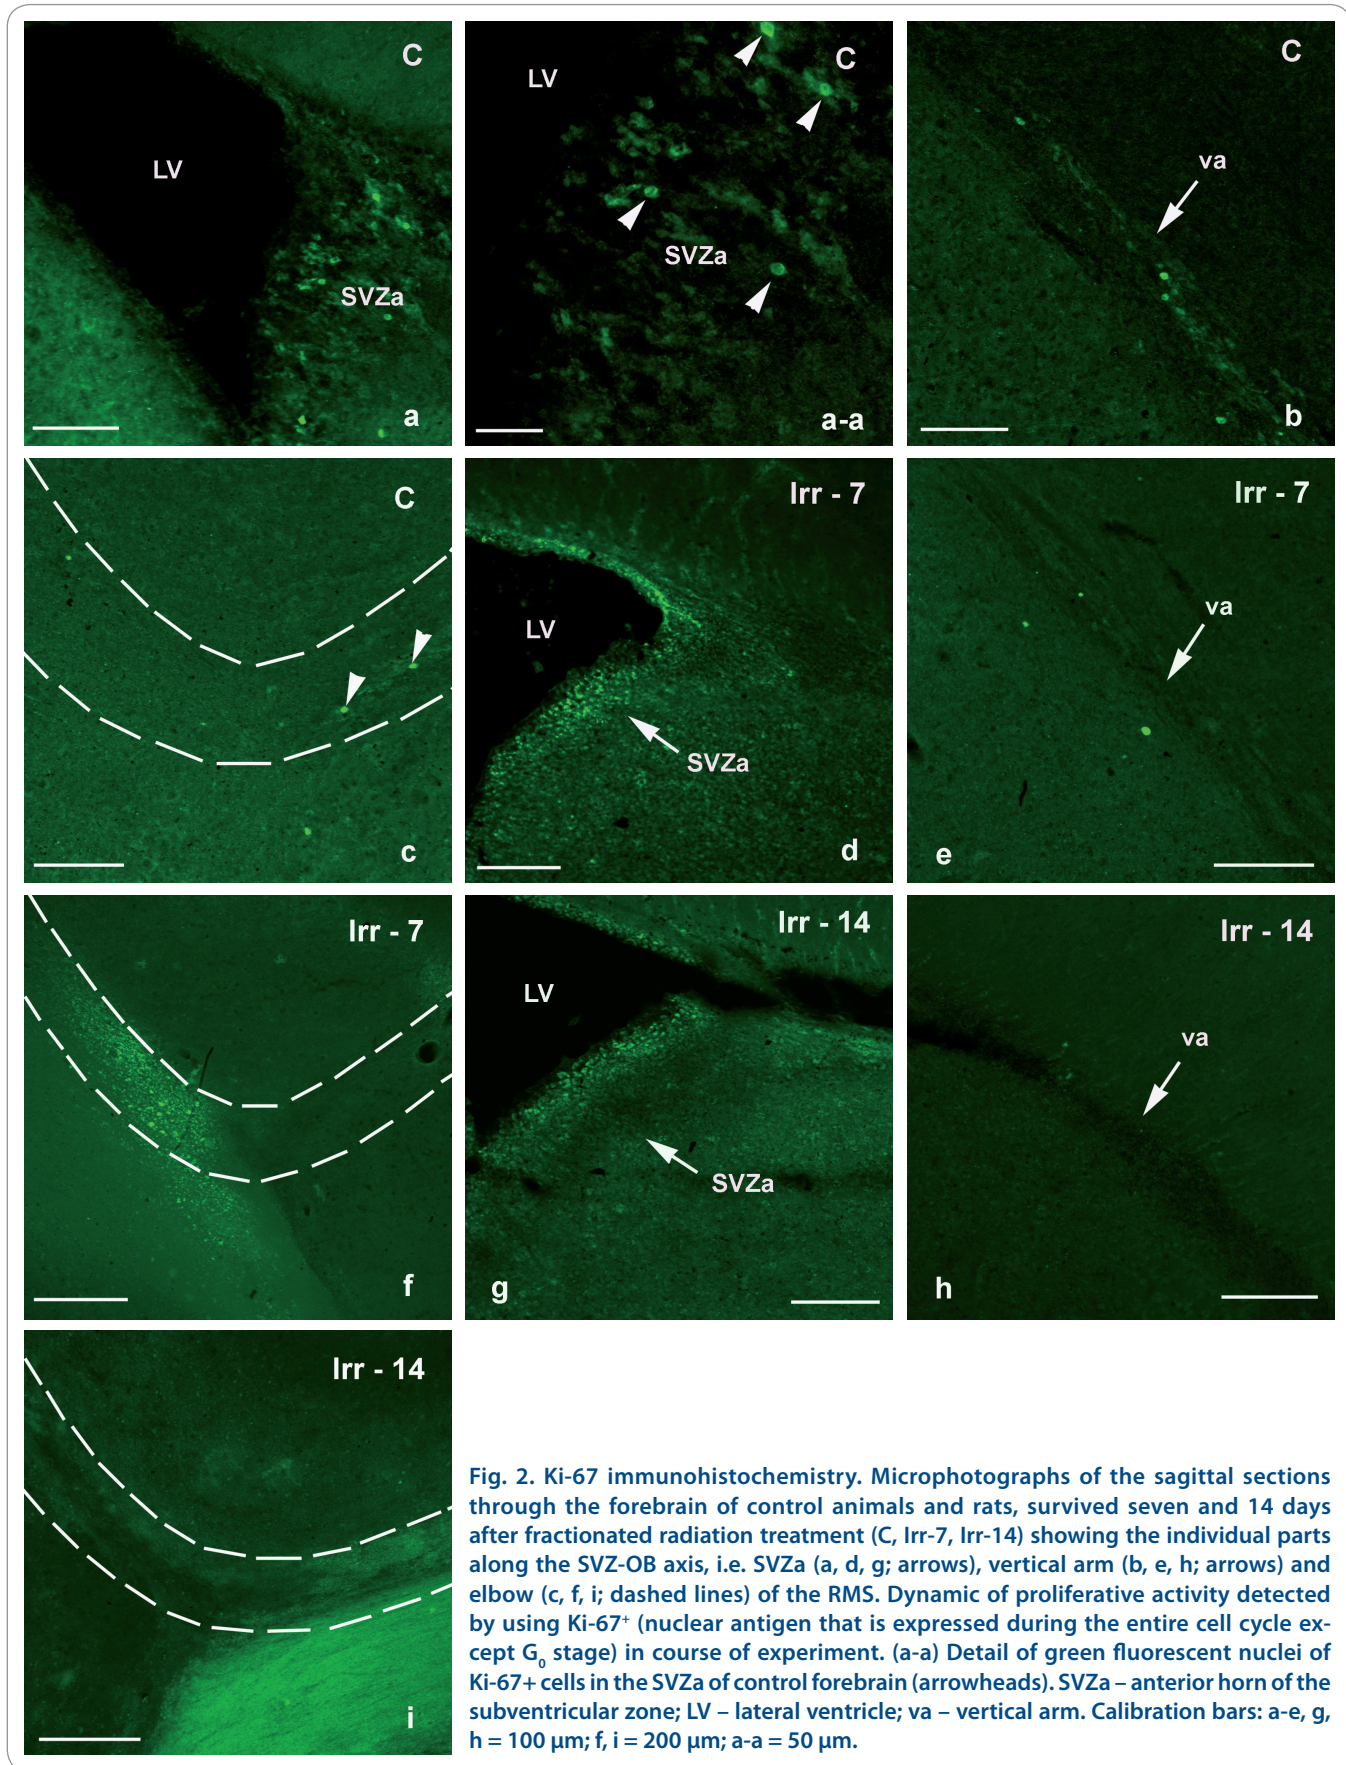 C
LV
SVZa
a
C
LV
SVZa
a-a
C
va
b
C
c
Irr - 7
LV
SVZa
d
Irr - 7
va
e
Irr - 7
f
Irr - 14
LV
SVZa
g
Irr - 14
va
h
Irr - 14
i
Fig. 2. Ki-67 immunohistochemistry. Microphotographs of the sagittal sections
through the forebrain of control animals and rats, survived seven and 14 days
after fractionated radiation treatment (C, Irr-7, Irr-14) showing the individual parts
along the SVZ-OB axis, i.e. SVZa (a, d, g; arrows), vertical arm (b, e, h; arrows) and
elbow (c, f, i; dashed lines) of the RMS. Dynamic of proliferative activity detected
by using Ki-67⁺ (nuclear antigen that is expressed during the entire cell cycle ex-
cept G₀ stage) in course of experiment. (a-a) Detail of green fluorescent nuclei of
Ki-67+ cells in the SVZa of control forebrain (arrowheads). SVZa – anterior horn of the
subventricular zone; LV – lateral ventricle; va – vertical arm. Calibration bars: a-e, g,
h = 100 μm; f, i = 200 μm; a-a = 50 μm.